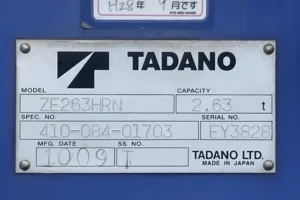 H28年 9月です
TADANO
MODEL CAPACITY
ZE263HRN 2.63 t
SPEC. NO. SERIAL NO.
410-084-01703 EY3828
MFG. DATE SS NO.
1009 T
TADANO LTD.
MADE IN JAPAN